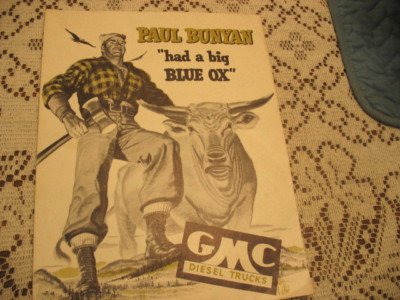 PAUL BUNYAN
"had a big
BLUE OX"
GMC
DIESEL TRUCKS